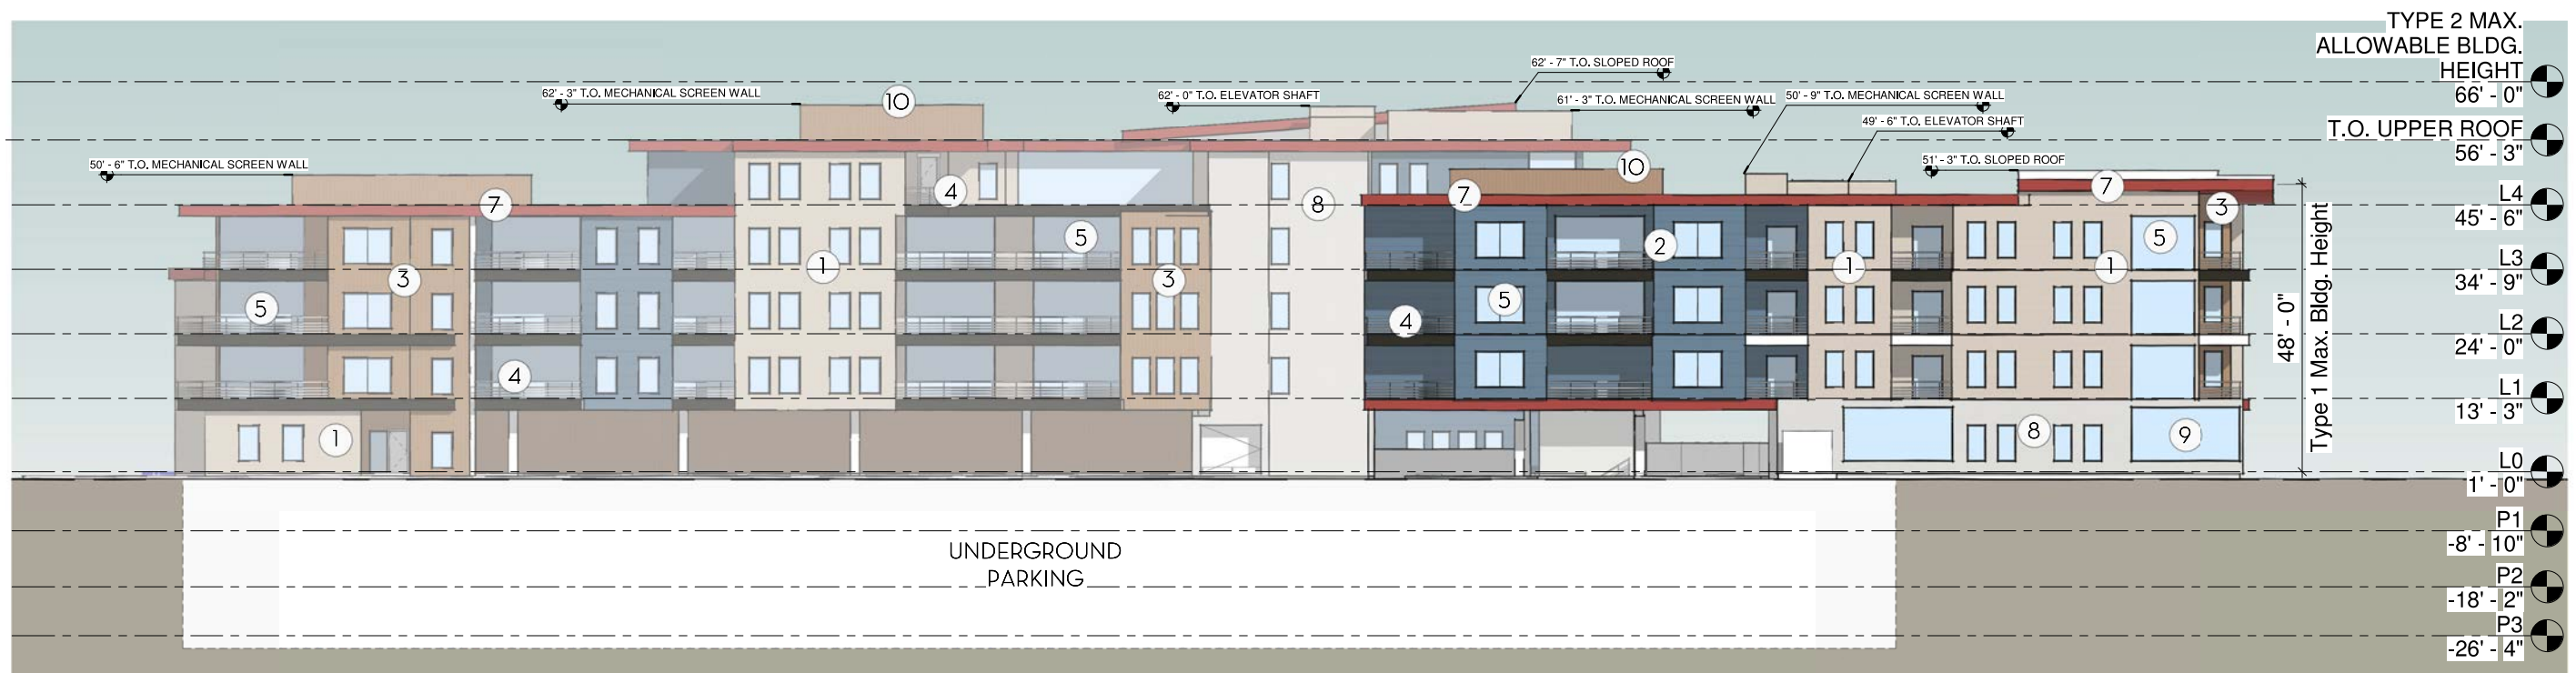 TYPE 2 MAX.
ALLOWABLE BLDG.
HEIGHT
66' - 0"
62' - 7" T.O. SLOPED ROOF
62' - 3" T.O. MECHANICAL SCREEN WALL
62' - 0" T.O. ELEVATOR SHAFT
61' - 3" T.O. MECHANICAL SCREEN WALL
50' - 9" T.O. MECHANICAL SCREEN WALL
10
49' - 6" T.O. ELEVATOR SHAFT
T.O. UPPER ROOF
56' - 3"
50' - 6" T.O. MECHANICAL SCREEN WALL
51' - 3" T.O. SLOPED ROOF
10
7
4
8
7
7
3
L4
45' - 6"
5
2
5
3
1
3
1
1
L3
34' - 9"
5
5
4
Type 1 Max. Bldg. Height
48' - 0"
L2
24' - 0"
4
L1
13' - 3"
1
8
9
L0
1' - 0"
P1
-8' - 10"
UNDERGROUND
PARKING
P2
-18' - 2"
P3
-26' - 4"